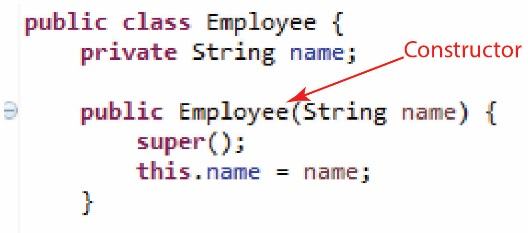 public class Employee {
private String name;
Constructor
public Employee(String name) {
super();
this.name = name;
}